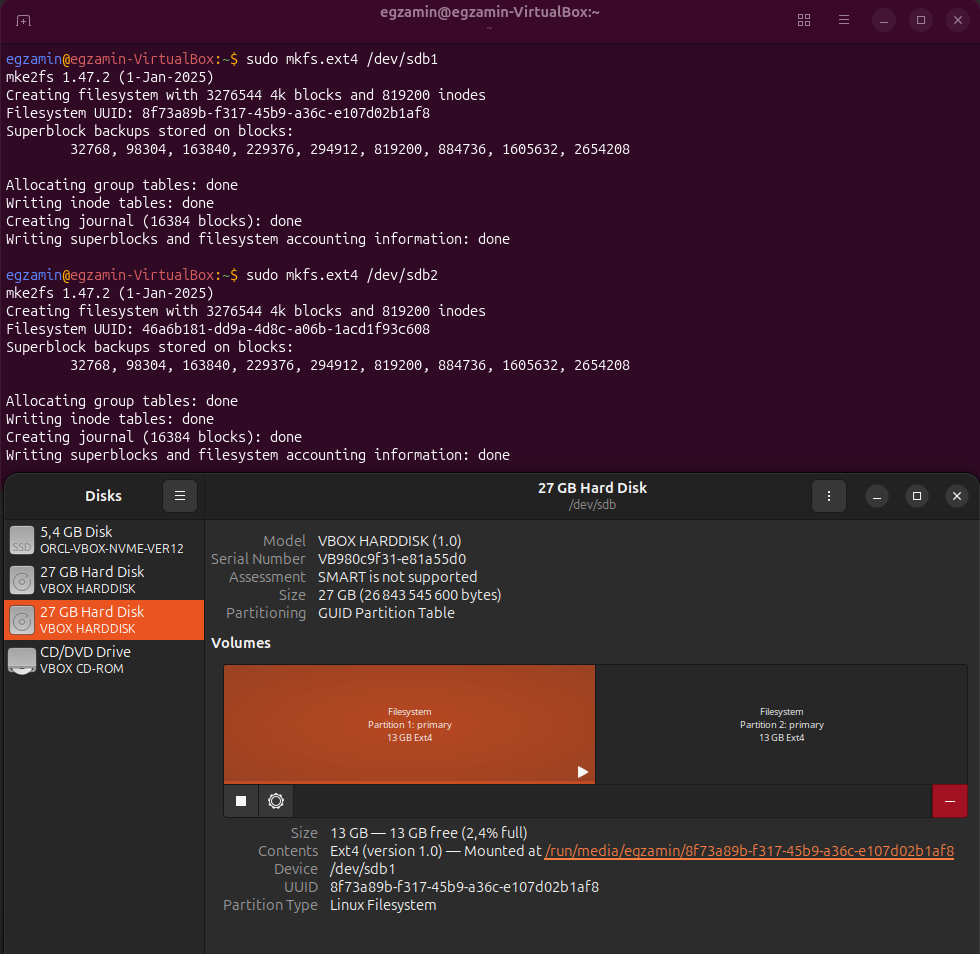 egzamin@egzamin-VirtualBox:~
~
egzamin@egzamin-VirtualBox:~$ sudo mkfs.ext4 /dev/sdb1
mke2fs 1.47.2 (1-Jan-2025)
Creating filesystem with 3276544 4k blocks and 819200 inodes
Filesystem UUID: 8f73a89b-f317-45b9-a36c-e107d02b1af8
Superblock backups stored on blocks:
32768, 98304, 163840, 229376, 294912, 819200, 884736, 1605632, 2654208
Allocating group tables: done
Writing inode tables: done
Creating journal (16384 blocks): done
Writing superblocks and filesystem accounting information: done
egzamin@egzamin-VirtualBox:~$ sudo mkfs.ext4 /dev/sdb2
mke2fs 1.47.2 (1-Jan-2025)
Creating filesystem with 3276544 4k blocks and 819200 inodes
Filesystem UUID: 46a6b181-dd9a-4d8c-a06b-1acd1f93c608
Superblock backups stored on blocks:
32768, 98304, 163840, 229376, 294912, 819200, 884736, 1605632, 2654208
Allocating group tables: done
Writing inode tables: done
Creating journal (16384 blocks): done
Writing superblocks and filesystem accounting information: done
Disks
27 GB Hard Disk
/dev/sdb
5,4 GB Disk
SSD
ORCL-VBOX-NVME-VER12
27 GB Hard Disk
VBOX HARDDISK
27 GB Hard Disk
VBOX HARDDISK
CD/DVD Drive
VBOX CD-ROM
Model VBOX HARDDISK (1.0)
Serial Number VB980c9f31-e81a55d0
Assessment SMART is not supported
Size 27 GB (26 843 545 600 bytes)
Partitioning GUID Partition Table
Volumes
Filesystem
Partition 1: primary
13 GB Ext4
Filesystem
Partition 2: primary
13 GB Ext4
Size 13 GB — 13 GB free (2,4% full)
Contents Ext4 (version 1.0) — Mounted at /run/media/egzamin/8f73a89b-f317-45b9-a36c-e107d02b1af8
Device /dev/sdb1
UUID 8f73a89b-f317-45b9-a36c-e107d02b1af8
Partition Type Linux Filesystem